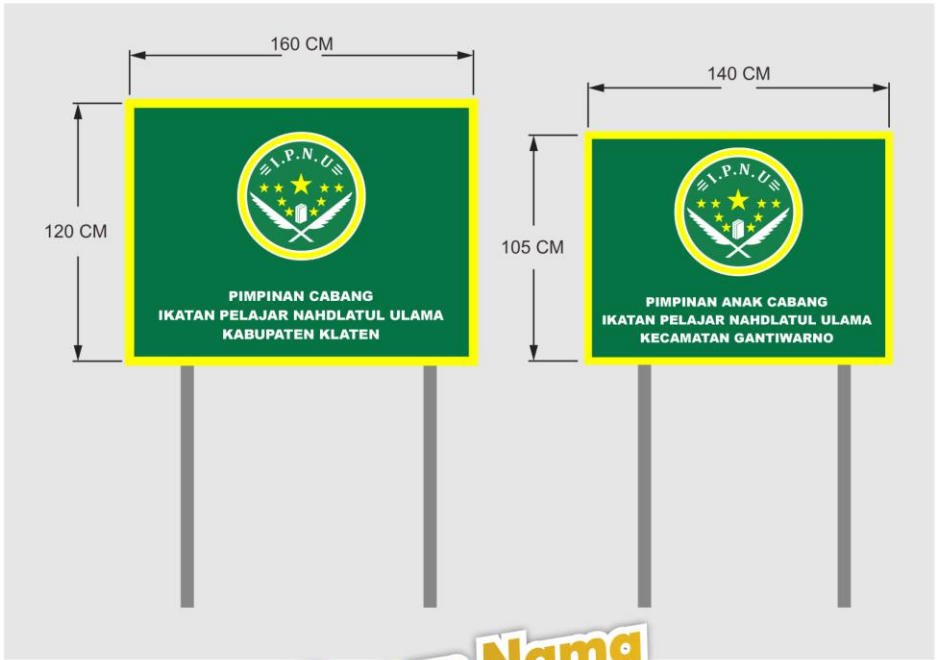 160 CM
120 CM
I.P.N.U
PIMPINAN CABANG
IKATAN PELAJAR NAHDLATUL ULAMA
KABUPATEN KLATEN
140 CM
105 CM
I.P.N.U
PIMPINAN ANAK CABANG
IKATAN PELAJAR NAHDLATUL ULAMA
KECAMATAN GANTIWARNO
Nama